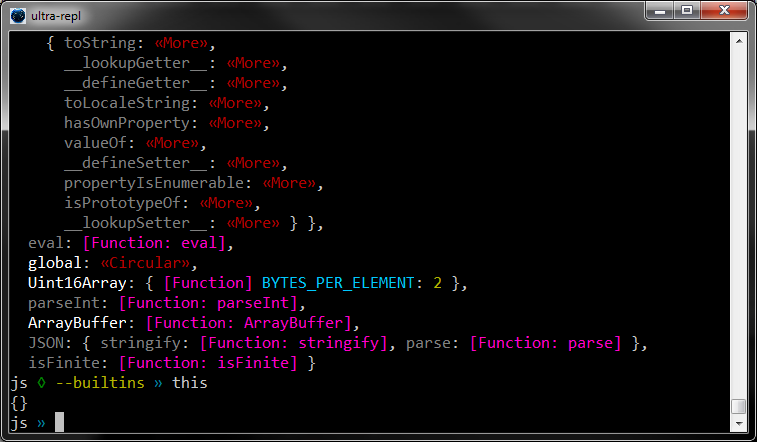 ultra-repl
{ toString: «More»,
__lookupGetter__: «More»,
__defineGetter__: «More»,
toLocaleString: «More»,
hasOwnProperty: «More»,
valueOf: «More»,
__defineSetter__: «More»,
propertyIsEnumerable: «More»,
isPrototypeOf: «More»,
__lookupSetter__: «More» } },
eval: [Function: eval],
global: «Circular»,
Uint16Array: { [Function] BYTES_PER_ELEMENT: 2 },
parseInt: [Function: parseInt],
ArrayBuffer: [Function: ArrayBuffer],
JSON: { stringify: [Function: stringify], parse: [Function: parse] },
isFinite: [Function: isFinite] }
js ◊ --builtins » this
{}
js »